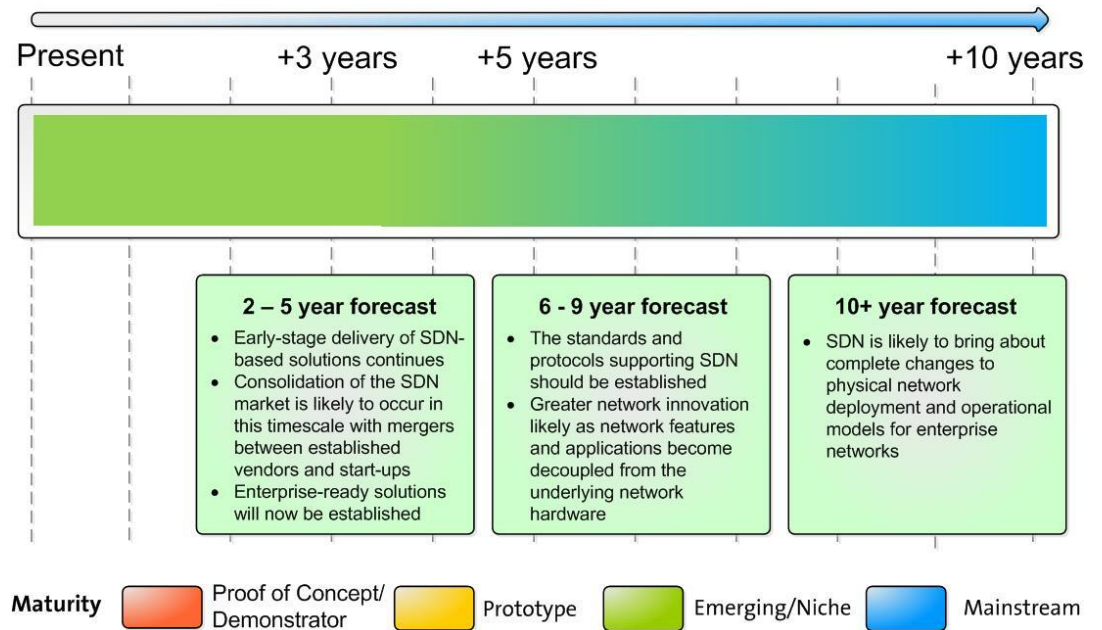 Present +3 years +5 years +10 years
2 – 5 year forecast
• Early-stage delivery of SDN-
based solutions continues
• Consolidation of the SDN
market is likely to occur in
this timescale with mergers
between established
vendors and start-ups
• Enterprise-ready solutions
will now be established
6 - 9 year forecast
• The standards and
protocols supporting SDN
should be established
• Greater network innovation
likely as network features
and applications become
decoupled from the
underlying network
hardware
10+ year forecast
• SDN is likely to bring about
complete changes to
physical network
deployment and operational
models for enterprise
networks
Maturity
Proof of Concept/
Demonstrator
Prototype
Emerging/Niche
Mainstream